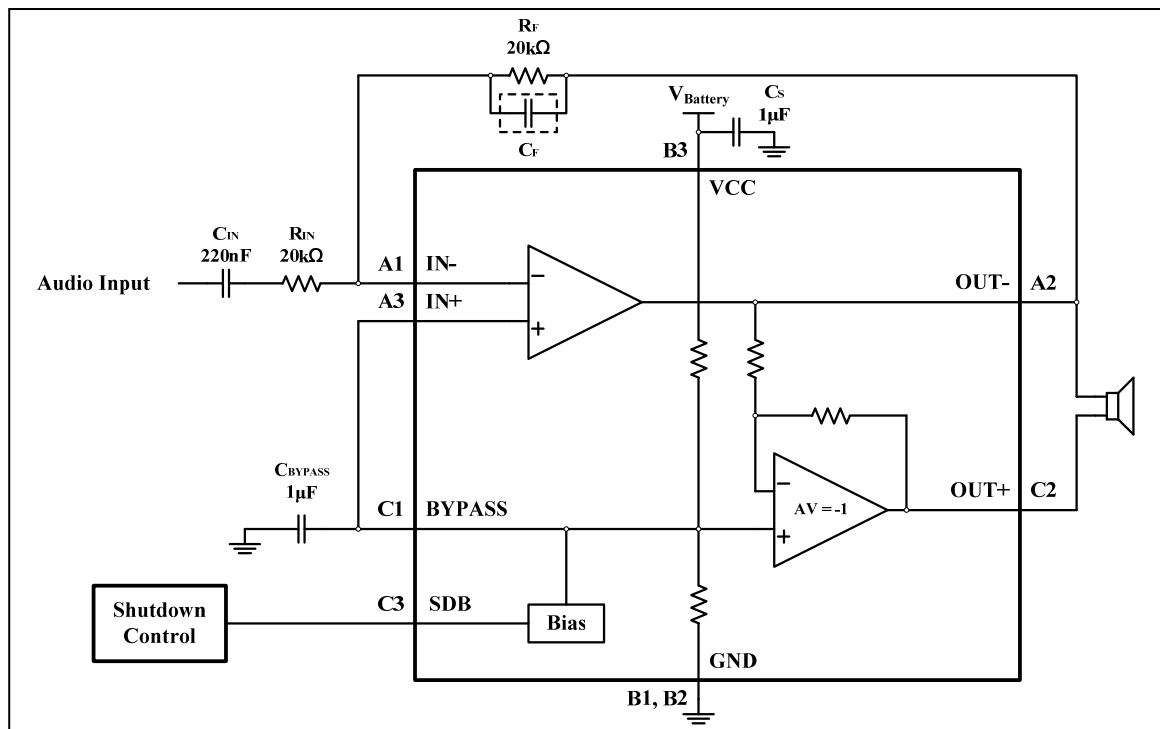 RF
20kΩ
VBattery
CS
1μF
CF
B3
VCC
CIN
220nF
RIN
20kΩ
Audio Input
A1
IN-
A3
IN+
OUT-
A2
CBYPASS
1μF
C1
BYPASS
AV = -1
OUT+
C2
Shutdown
Control
C3
SDB
Bias
GND
B1, B2